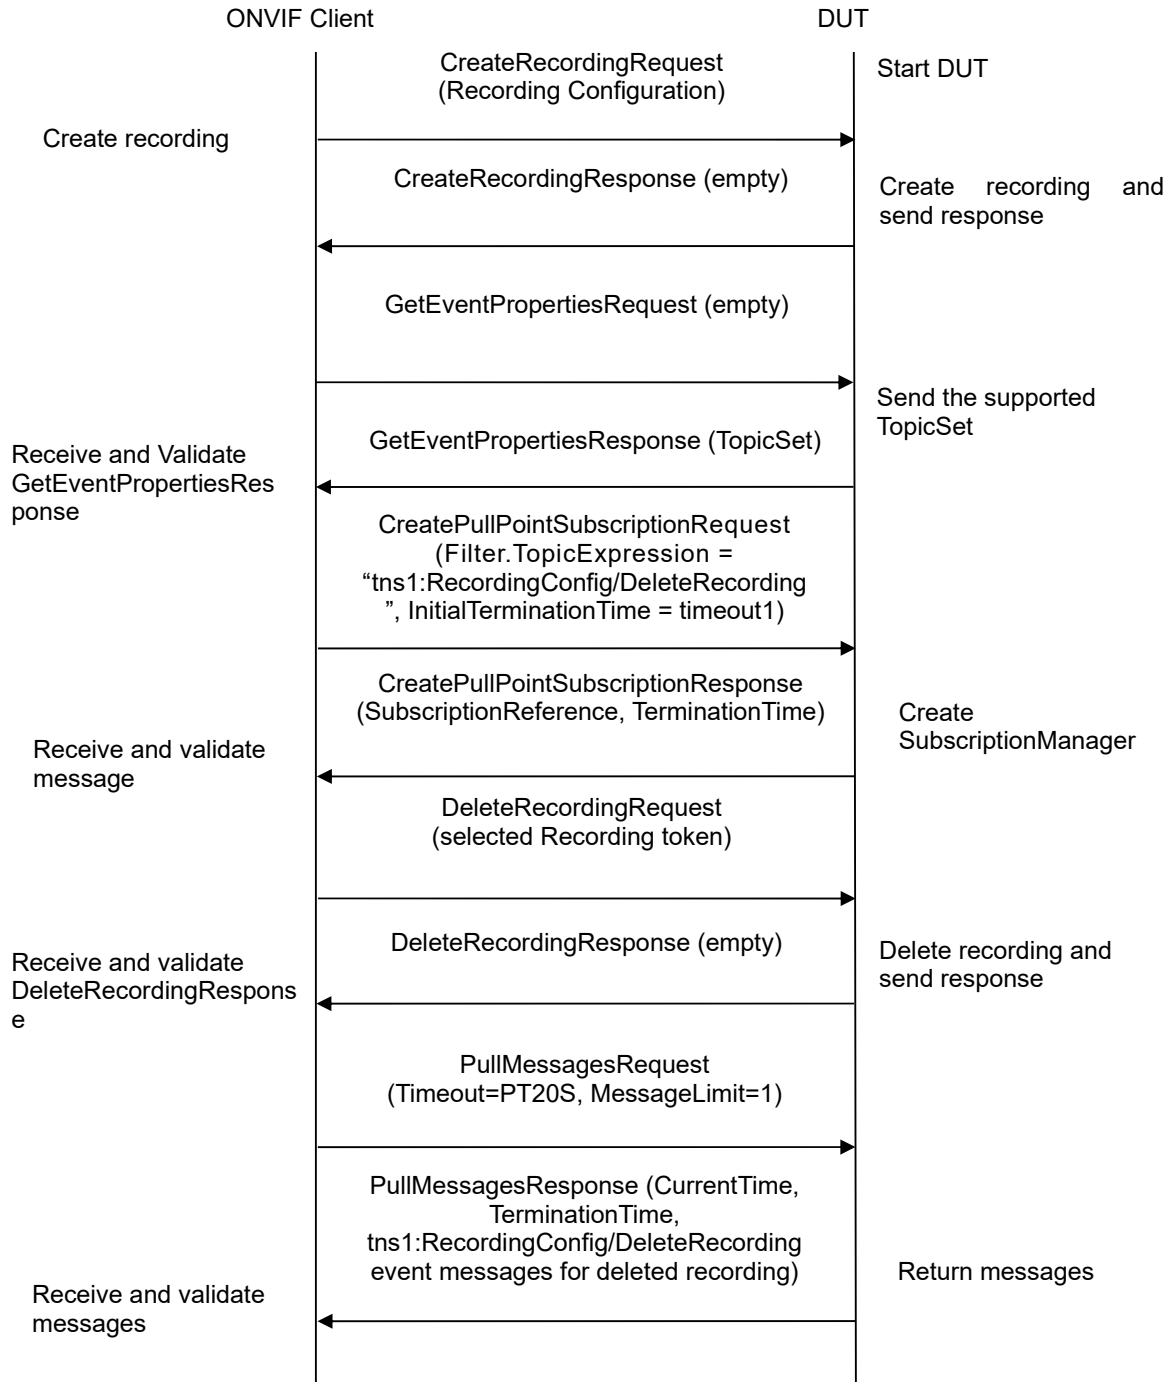 ONVIF Client
DUT
CreateRecordingRequest
(Recording Configuration)
Start DUT
Create recording
CreateRecordingResponse (empty)
Create recording and
send response
GetEventPropertiesRequest (empty)
Send the supported
TopicSet
GetEventPropertiesResponse (TopicSet)
Receive and Validate
GetEventPropertiesRes
ponse
CreatePullPointSubscriptionRequest
(Filter.TopicExpression =
“tns1:RecordingConfig/DeleteRecording
”, InitialTerminationTime = timeout1)
CreatePullPointSubscriptionResponse
(SubscriptionReference, TerminationTime)
Create
SubscriptionManager
Receive and validate
message
DeleteRecordingRequest
(selected Recording token)
DeleteRecordingResponse (empty)
Delete recording and
send response
Receive and validate
DeleteRecordingRespons
e
PullMessagesRequest
(Timeout=PT20S, MessageLimit=1)
PullMessagesResponse (CurrentTime,
TerminationTime,
tns1:RecordingConfig/DeleteRecording
event messages for deleted recording)
Return messages
Receive and validate
messages